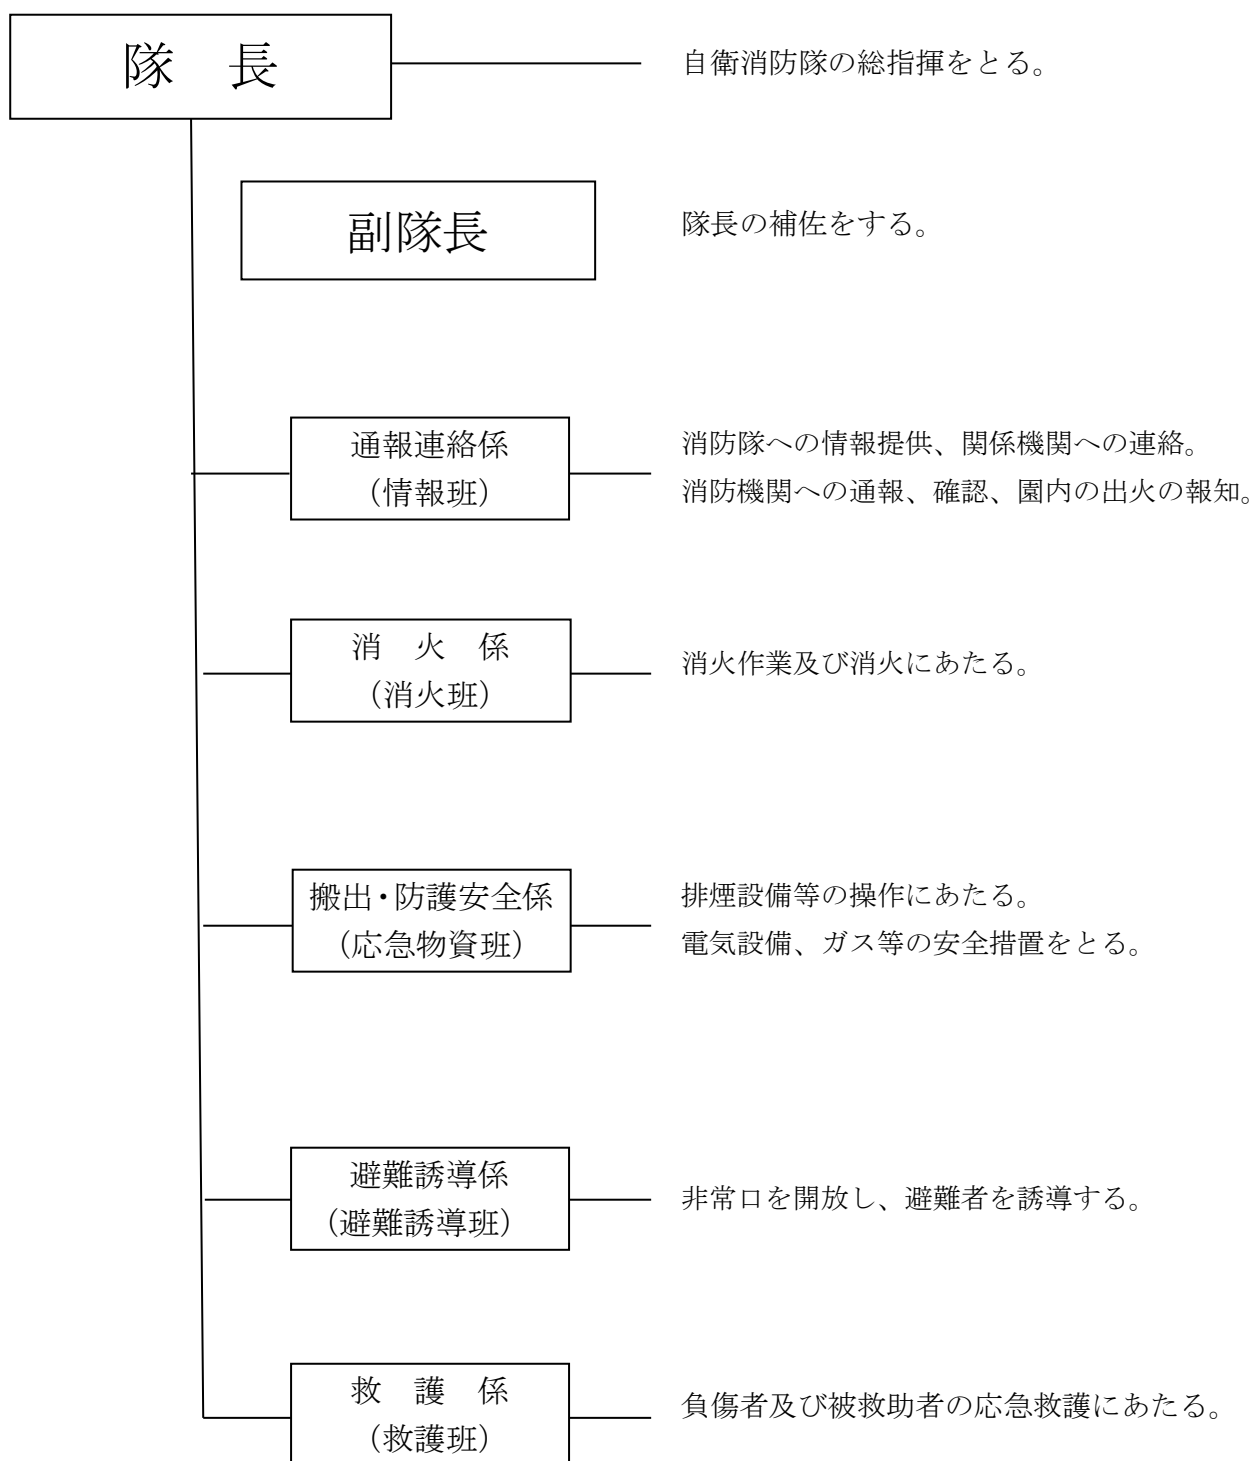 隊　長
自衛消防隊の総指揮をとる。
副隊長
隊長の補佐をする。
通報連絡係
（情報班）
消防隊への情報提供、関係機関への連絡。
消防機関への通報、確認、園内の出火の報知。
消　火　係
（消火班）
消火作業及び消火にあたる。
搬出・防護安全係
（応急物資班）
排煙設備等の操作にあたる。
電気設備、ガス等の安全措置をとる。
避難誘導係
（避難誘導班）
非常口を開放し、避難者を誘導する。
救　護　係
（救護班）
負傷者及び被救助者の応急救護にあたる。